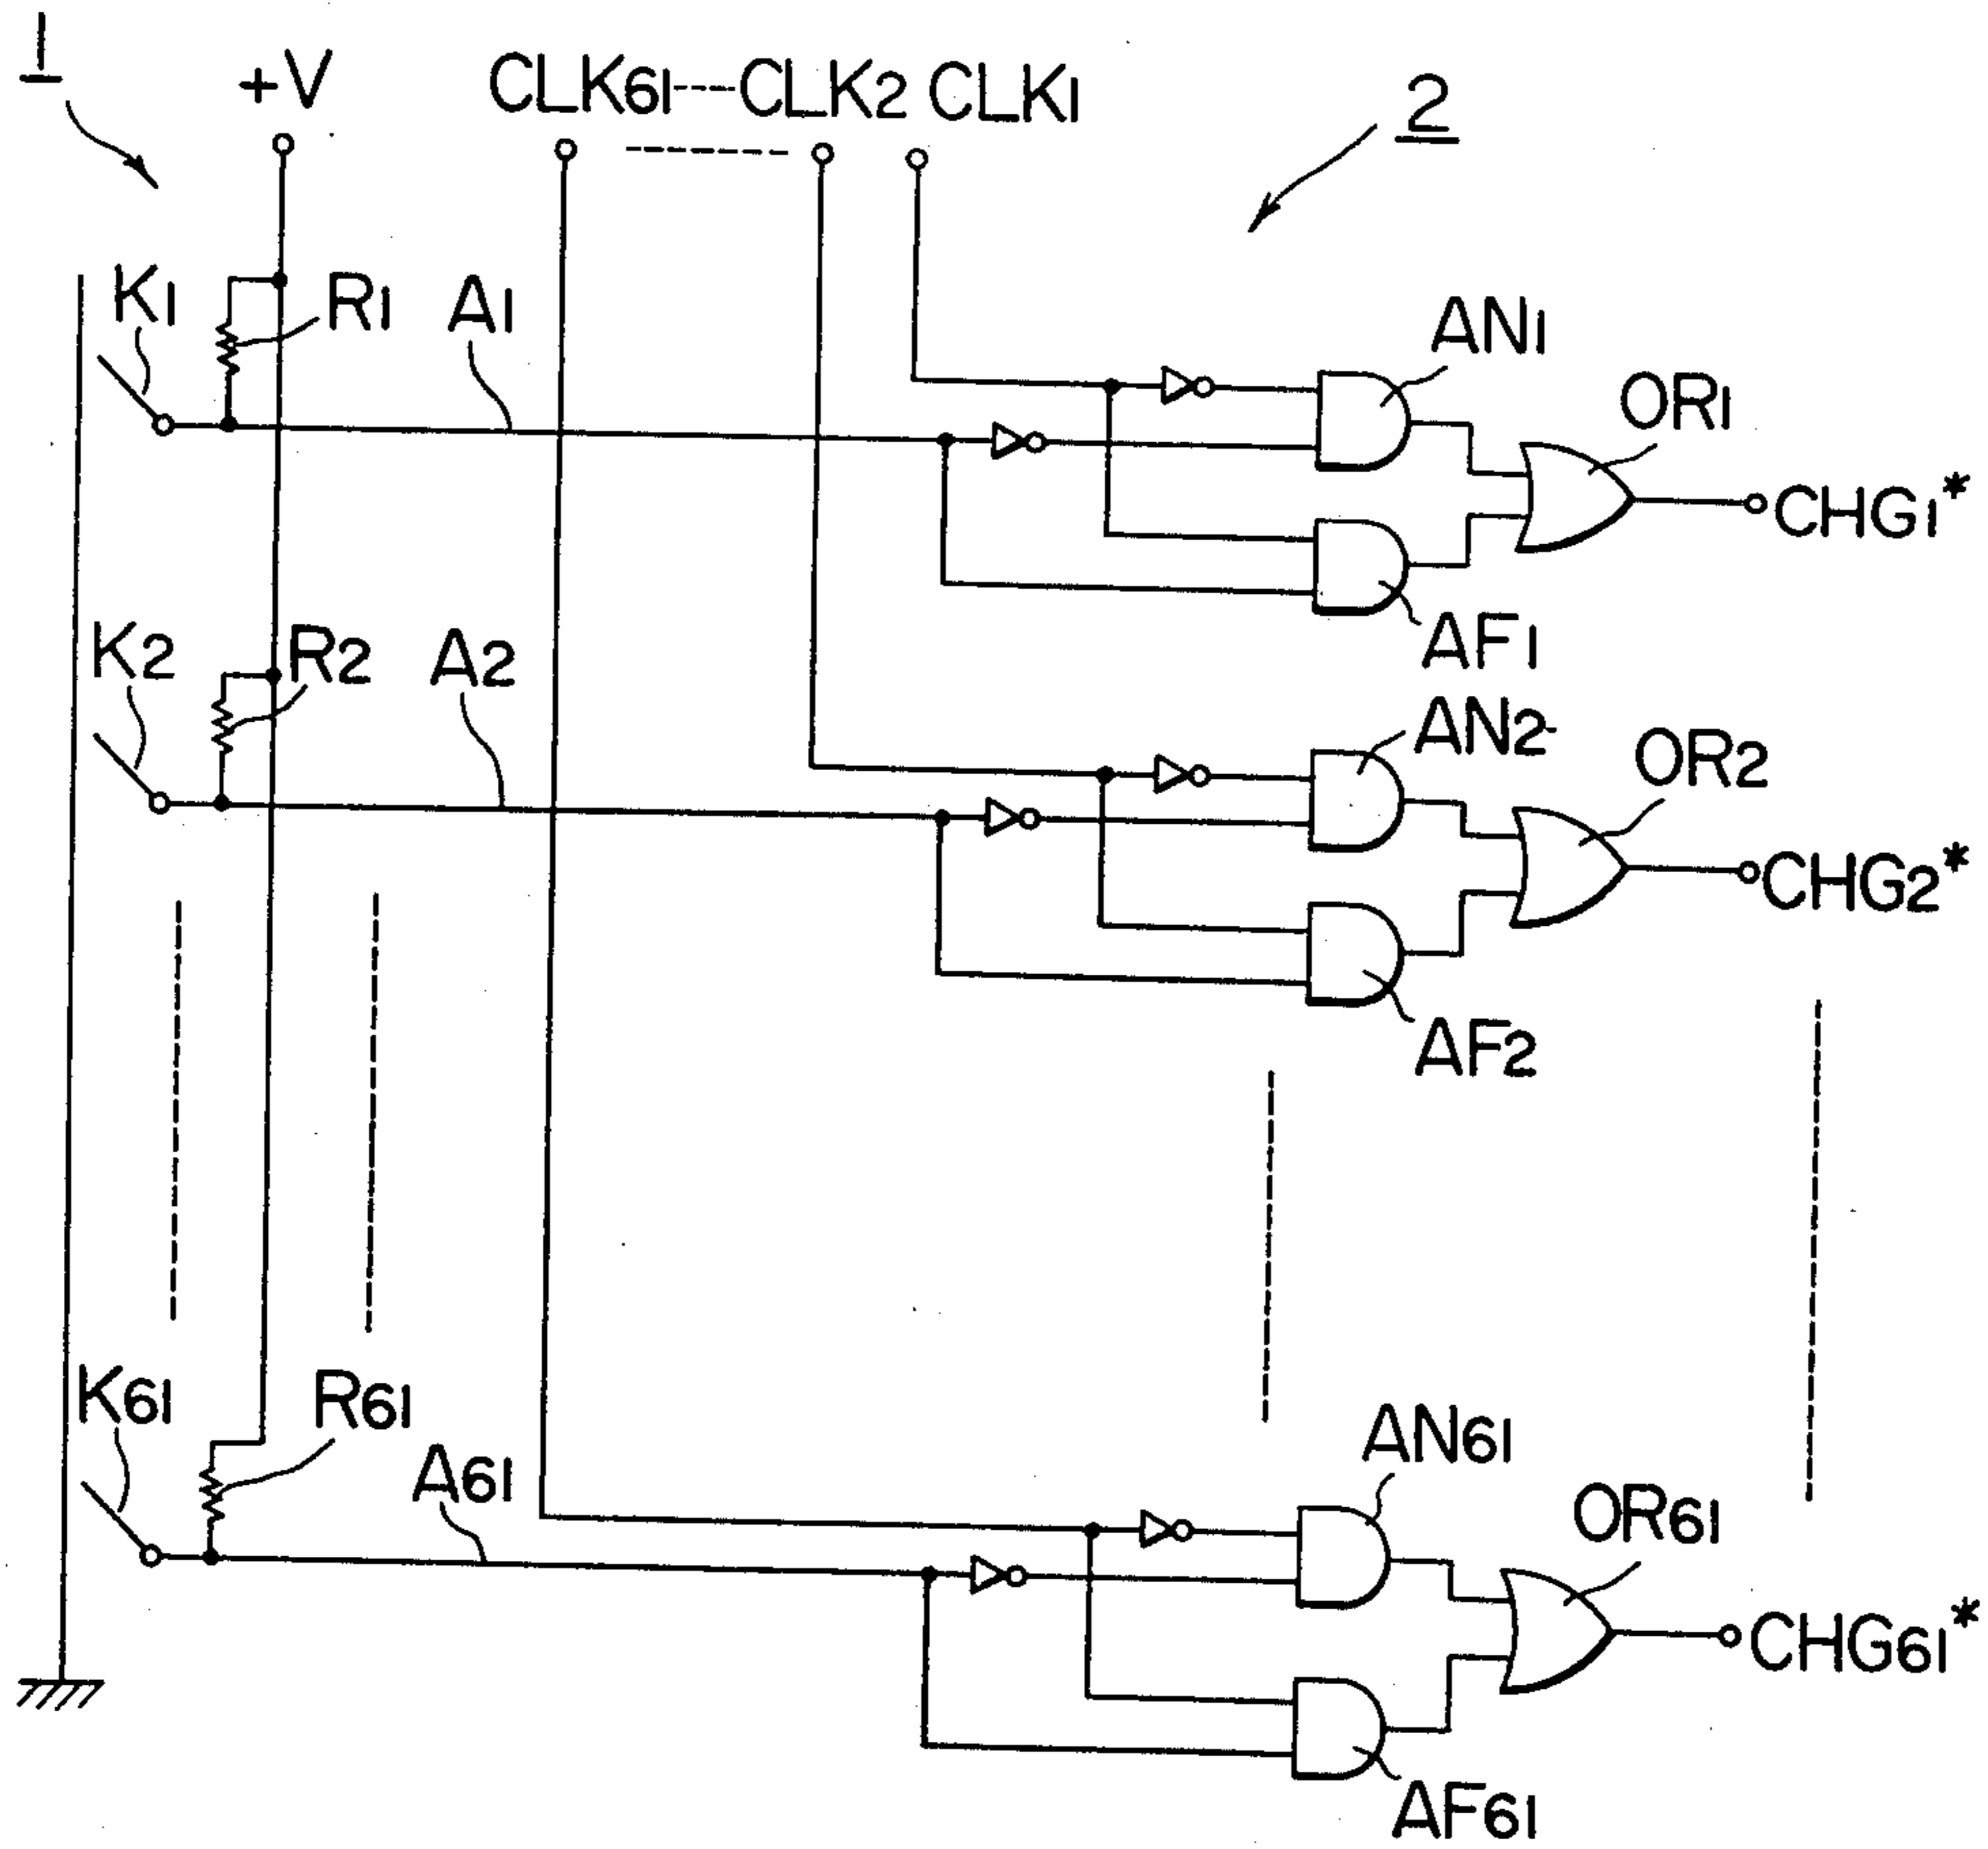 1
+V
CLK61----CLK2 CLK1
2
K1
R1
A1
AN1
OR1
CHG1*
AF1
K2
R2
A2
AN2
OR2
CHG2*
AF2
K61
R61
A61
AN61
OR61
CHG61*
AF61